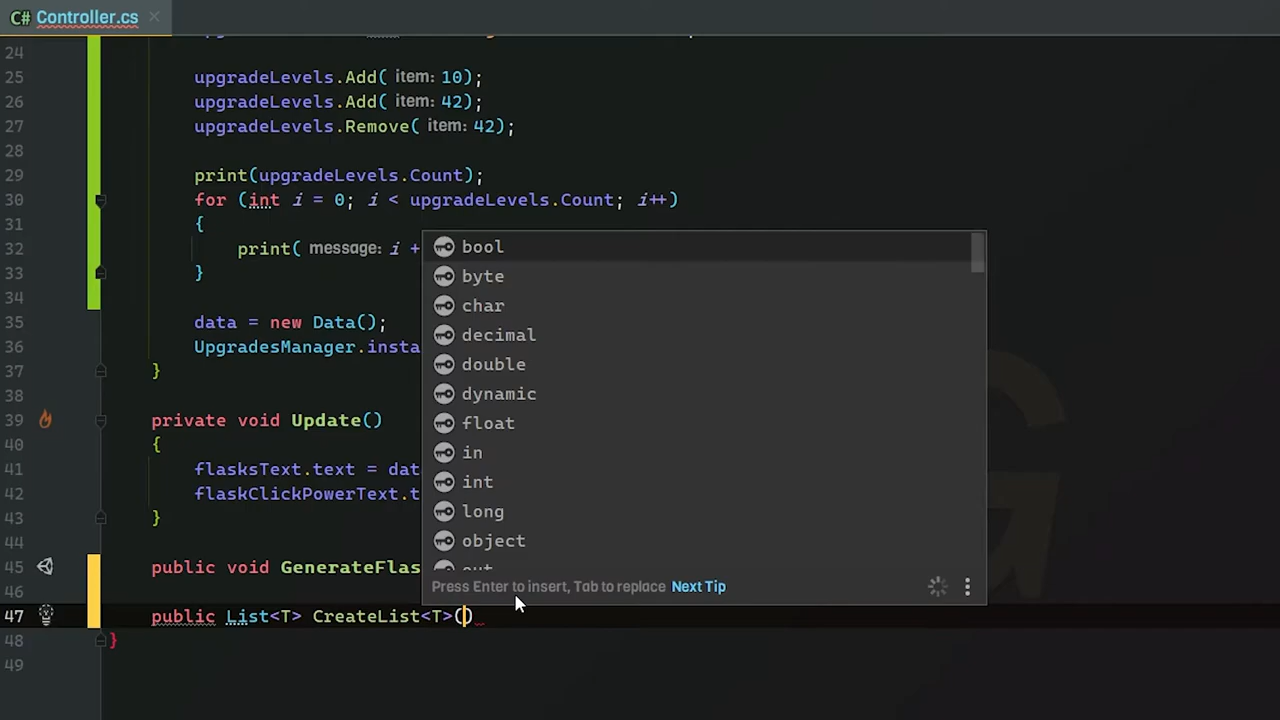 C# Controller.cs
24
25 upgradeLevels.Add( item: 10);
26 upgradeLevels.Add( item: 42);
27 upgradeLevels.Remove( item: 42);
28
29 print(upgradeLevels.Count);
30 for (int i = 0; i < upgradeLevels.Count; i++)
31 {
32 print( message: i +
33 }
34
35 data = new Data();
36 UpgradesManager.insta
37 }
38
39 private void Update()
40 {
41 flasksText.text = dat
42 flaskClickPowerText.t
43 }
44
45 public void GenerateFlas
46
47 public List<T> CreateList<T>()
48 }
49
bool
byte
char
decimal
double
dynamic
float
in
int
long
object
Press Enter to insert, Tab to replace Next Tip